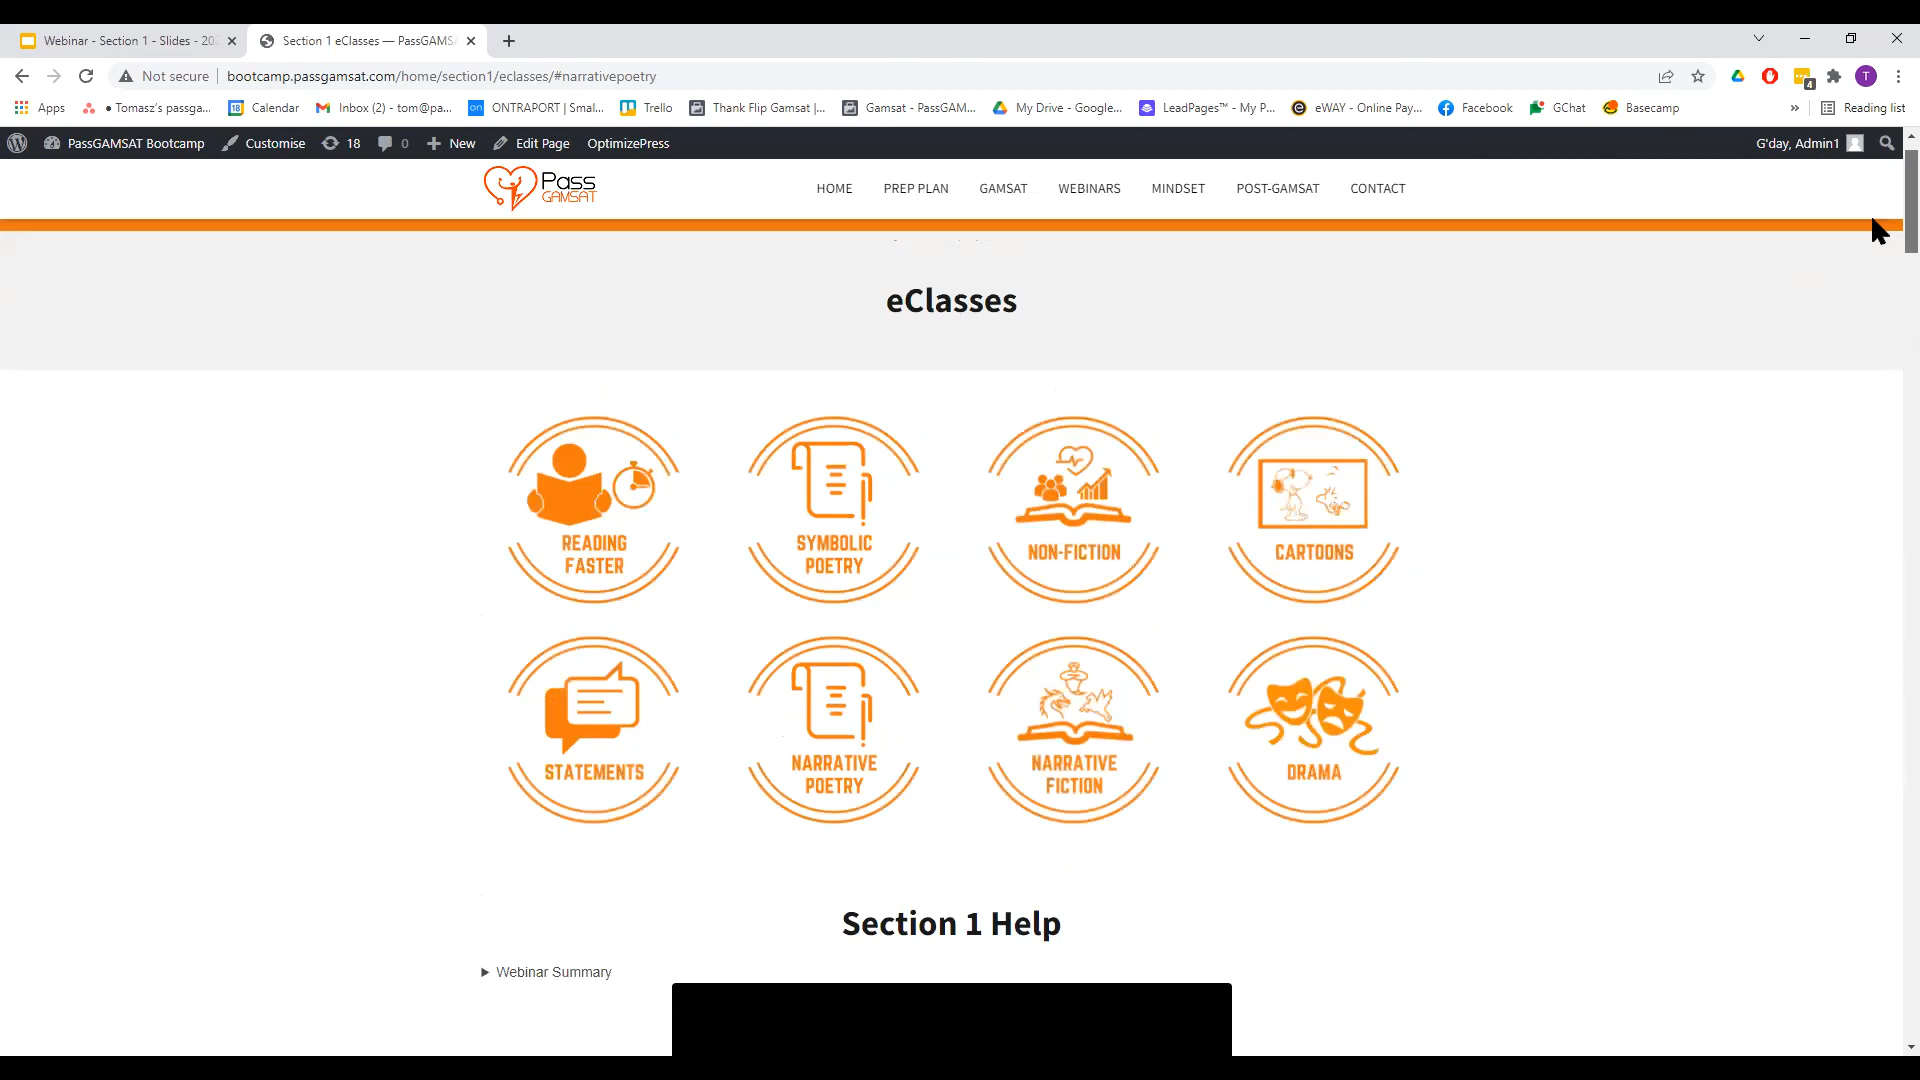 Webinar - Section 1 - Slides - 202
Section 1 eClasses — PassGAMS
Not secure
bootcamp.passgamsat.com/home/section1/eclasses/#narrativepoetry
4
T
Apps
• Tomasz's passga...
18
Calendar
Inbox (2) - tom@pa...
on
ONTRAPORT | Smal...
Trello
Thank Flip Gamsat |...
Gamsat - PassGAM...
My Drive - Google...
LeadPages™ - My P...
eWAY - Online Pay...
Facebook
GChat
Basecamp
»
Reading list
PassGAMSAT Bootcamp
Customise
18
0
New
Edit Page
OptimizePress
G'day, Admin1
Pass
GAMSAT
HOME
PREP PLAN
GAMSAT
WEBINARS
MINDSET
POST-GAMSAT
CONTACT
eClasses
READING
FASTER
SYMBOLIC
POETRY
NON-FICTION
CARTOONS
STATEMENTS
NARRATIVE
POETRY
NARRATIVE
FICTION
DRAMA
Section 1 Help
Webinar Summary